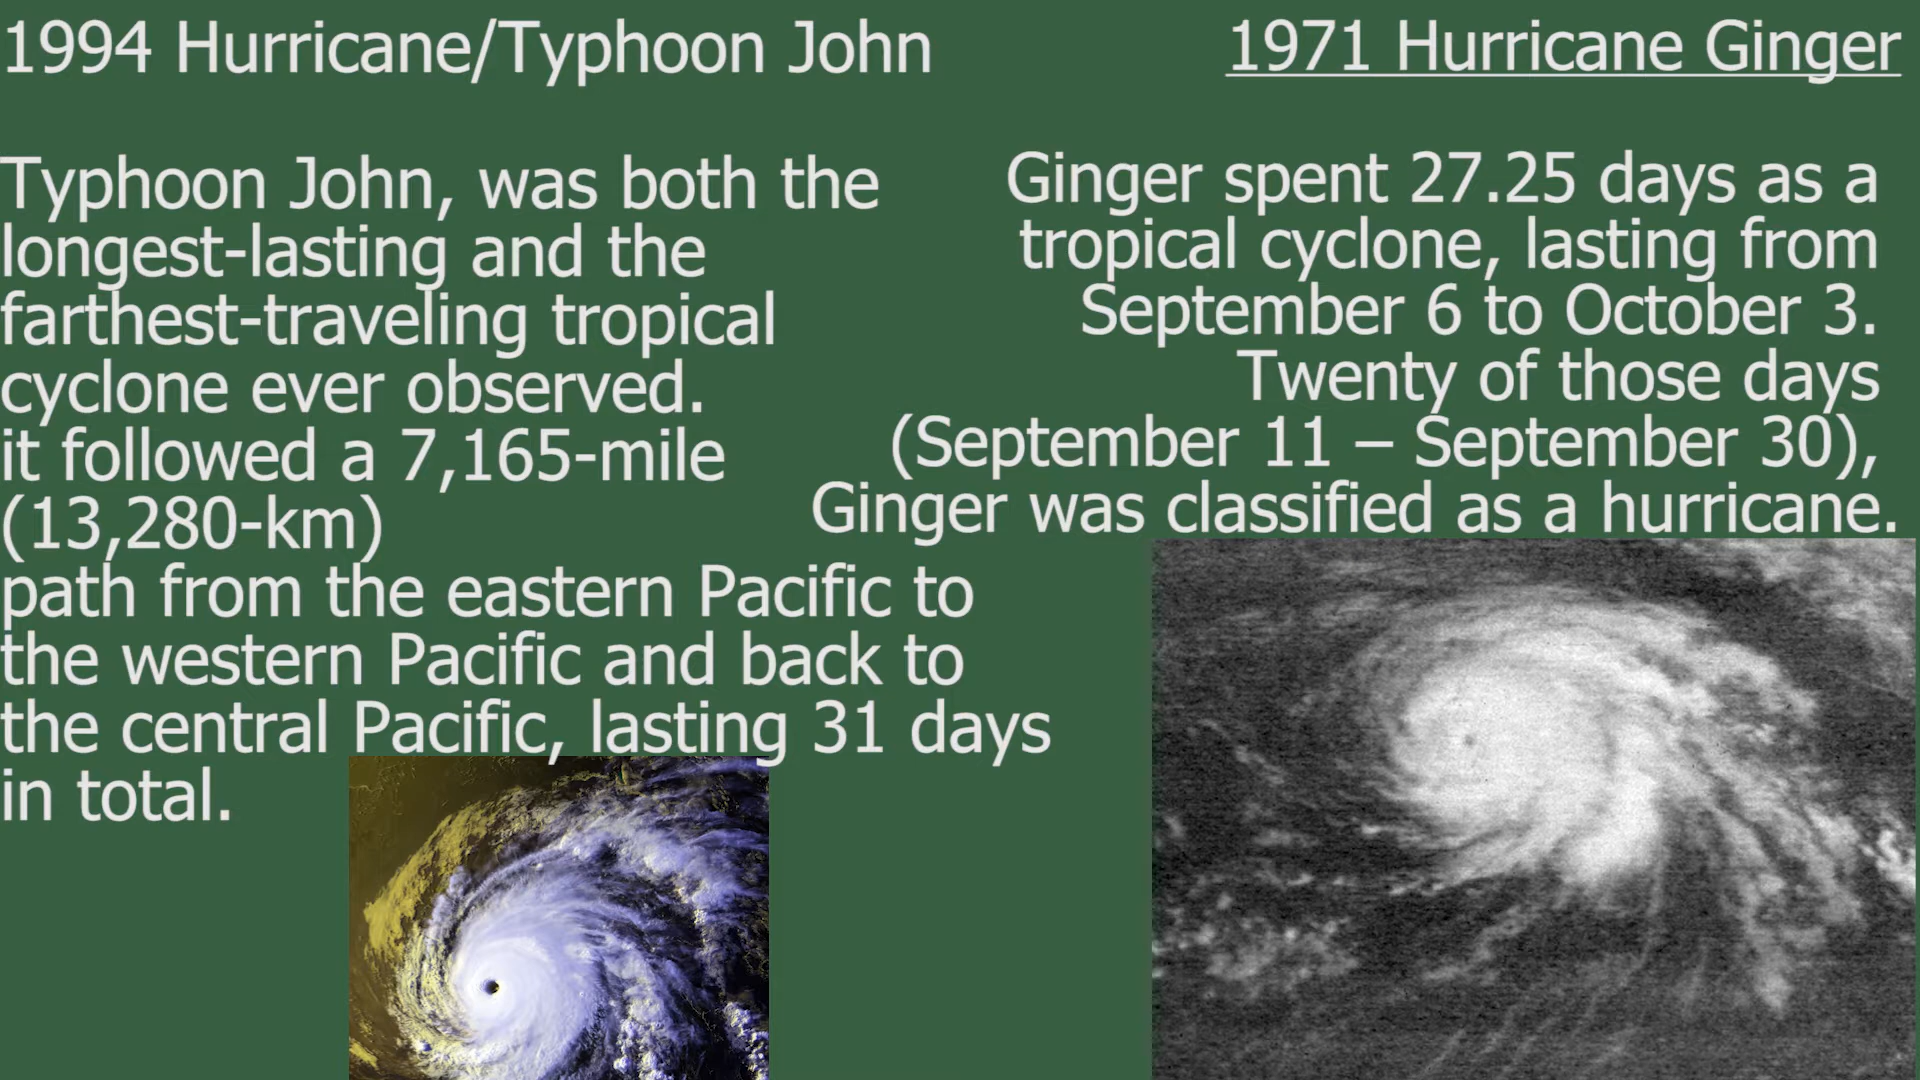 1994 Hurricane/Typhoon John
Typhoon John, was both the
longest-lasting and the
farthest-traveling tropical
cyclone ever observed.
it followed a 7,165-mile
(13,280-km)
path from the eastern Pacific to
the western Pacific and back to
the central Pacific, lasting 31 days
in total.
1971 Hurricane Ginger
Ginger spent 27.25 days as a
tropical cyclone, lasting from
September 6 to October 3.
Twenty of those days
(September 11 – September 30),
Ginger was classified as a hurricane.